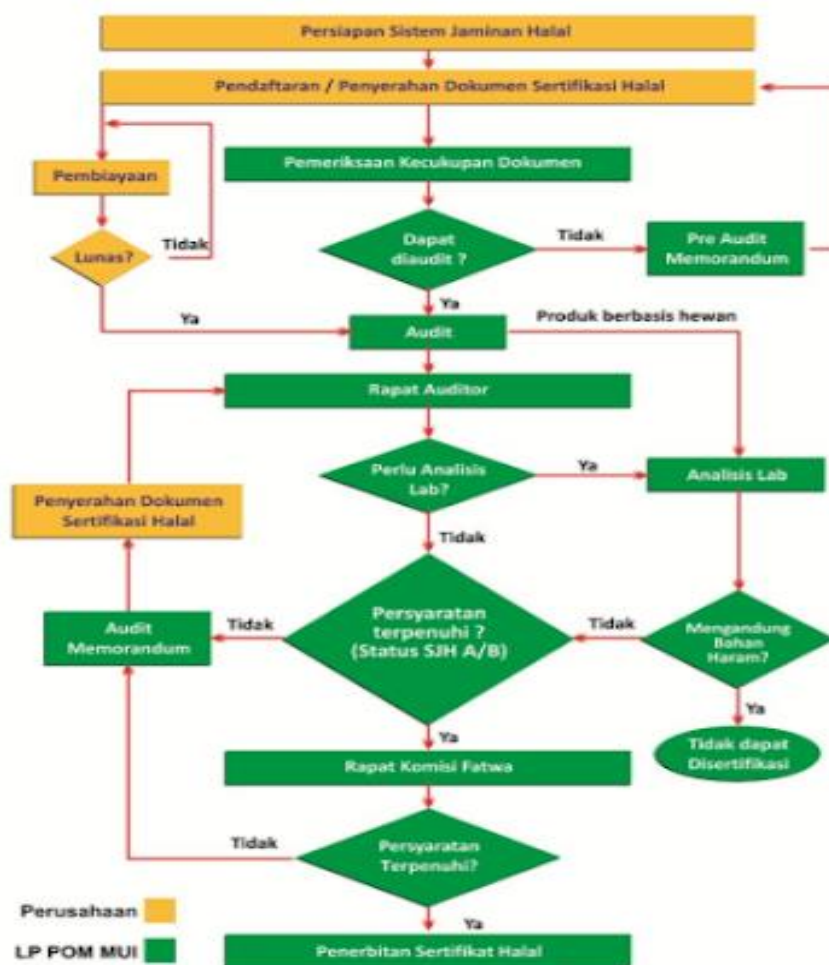 Persiapan Sistem Jaminan Halal
Pendaftaran / Penyerahan Dokumen Sertifikasi Halal
Pembiayaan
Pemeriksaan Kecukupan Dokumen
Lunas?
Tidak
Dapat
diaudit ?
Tidak
Pre Audit
Memorandum
Ya
Ya
Audit
Produk berbasis hewan
Rapat Auditor
Perlu Analisis
Lab?
Ya
Analisis Lab
Penyerahan Dokumen
Sertifikasi Halal
Tidak
Audit
Memorandum
Tidak
Persyaratan
terpenuhi ?
(Status SJH A/B)
Tidak
Mengandung
Bahan
Haram?
Ya
Ya
Tidak dapat
Disertifikasi
Rapat Komisi Fatwa
Tidak
Persyaratan
Terpenuhi?
Ya
Penerbitan Sertifikat Halal
Perusahaan
LP POM MUI